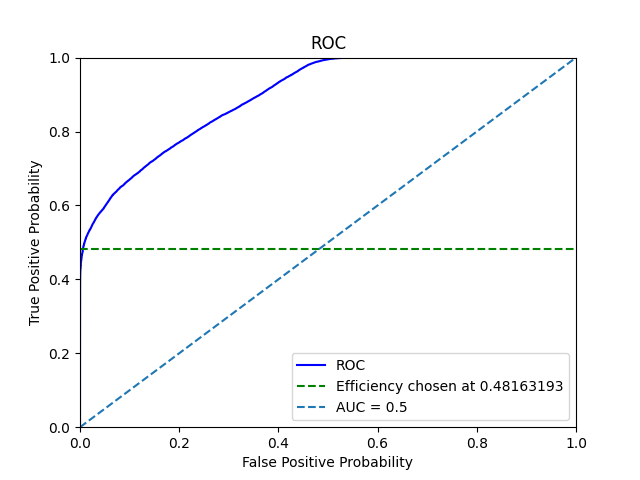 ROC
True Positive Probability
1.0
0.8
0.6
0.4
0.2
0.0
0.0 0.2 0.4 0.6 0.8 1.0
False Positive Probability
ROC
Efficiency chosen at 0.48163193
AUC = 0.5